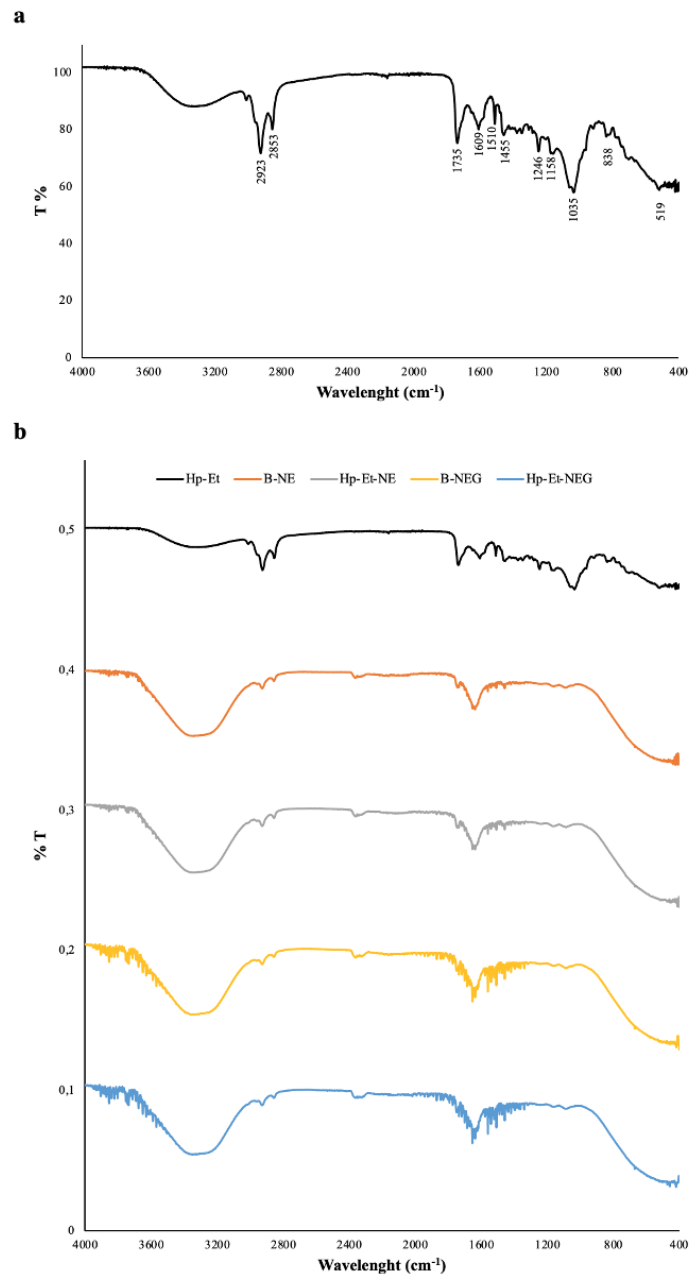 a
100
80
60
40
20
0
T %
2923
2853
1735
1609
1510
1455
1246
1158
1035
838
519
4000 3600 3200 2800 2400 2000 1600 1200 800 400
Wavelenght (cm-1)
b
Hp-Et B-NE Hp-Et-NE B-NEG Hp-Et-NEG
0,5
0,4
0,3
0,2
0,1
0
% T
4000 3600 3200 2800 2400 2000 1600 1200 800 400
Wavelenght (cm-1)